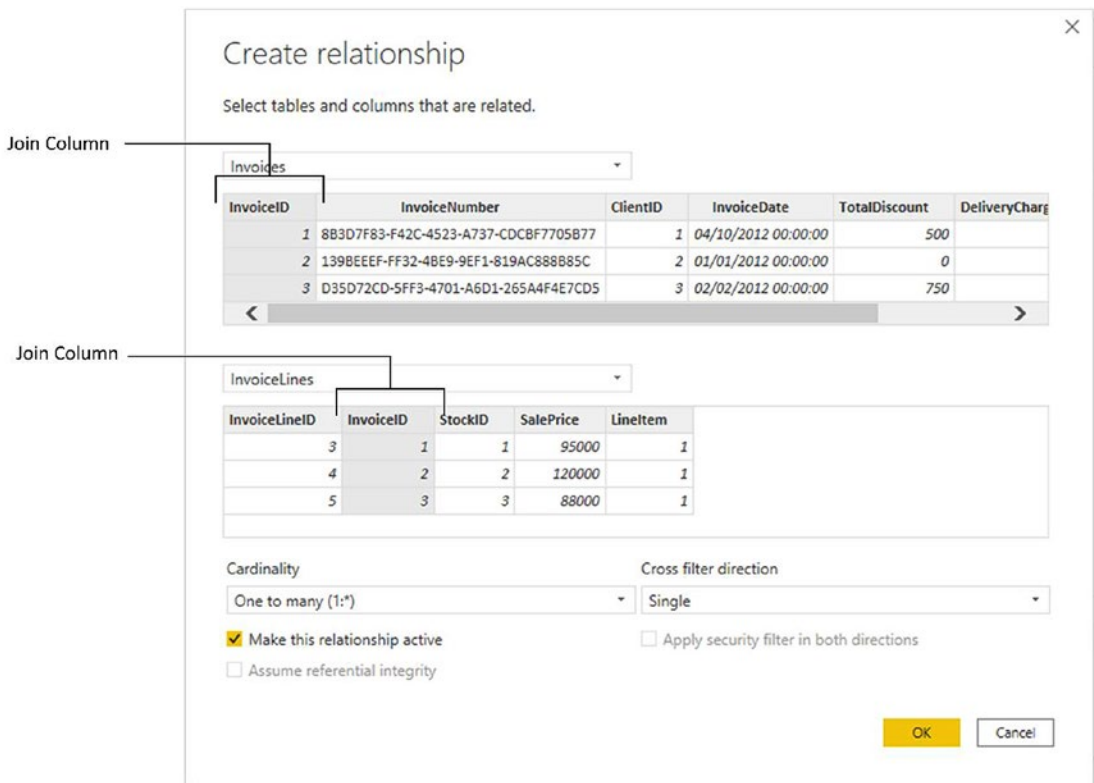 Create relationship
Select tables and columns that are related.
Join Column
Invoices
InvoiceID InvoiceNumber ClientID InvoiceDate TotalDiscount DeliveryCharg
1 8B3D7F83-F42C-4523-A737-CDCBF7705B77 1 04/10/2012 00:00:00 500
2 139BEEEF-FF32-4BE9-9EF1-819AC888B85C 2 01/01/2012 00:00:00 0
3 D35D72CD-5FF3-4701-A6D1-265A4F4E7CD5 3 02/02/2012 00:00:00 750
Join Column
InvoiceLines
InvoiceLineID InvoiceID StockID SalePrice LineItem
3 1 1 95000 1
4 2 2 120000 1
5 3 3 88000 1
Cardinality Cross filter direction
One to many (1:*) Single
Make this relationship active Apply security filter in both directions
Assume referential integrity
OK Cancel